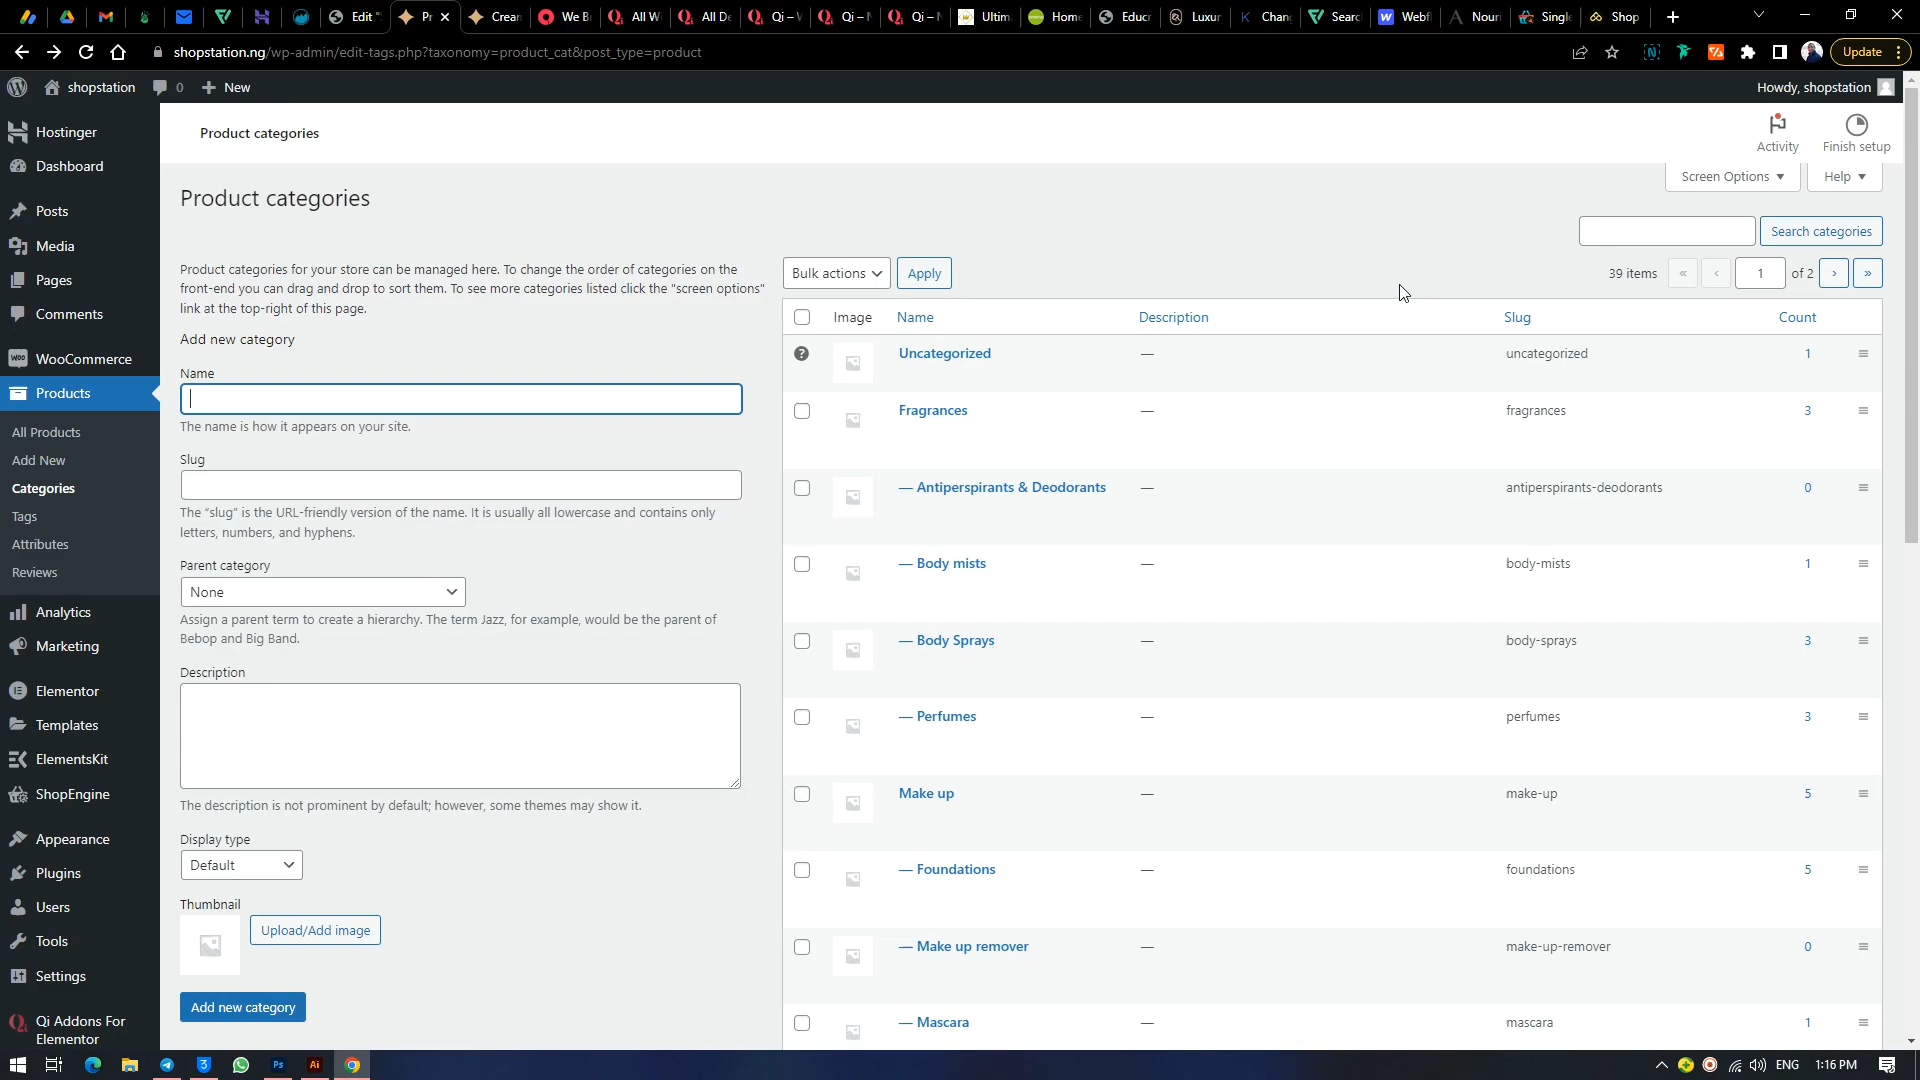 Edit "
Pr
Crean
We B
All W
All De
Qi – W
Qi – N
Qi – N
Ultim
Home
Educ
Luxur
Chan
Searc
Webfl
Nouri
Single
Shop
shopstation.ng/wp-admin/edit-tags.php?taxonomy=product_cat&post_type=product
Update
shopstation
0
New
Howdy, shopstation
Hostinger
Dashboard
Posts
Media
Pages
Comments
WooCommerce
Products
All Products
Add New
Categories
Tags
Attributes
Reviews
Analytics
Marketing
Elementor
Templates
ElementsKit
ShopEngine
Appearance
Plugins
Users
Tools
Settings
Qi Addons For
Elementor
Product categories
Activity
Finish setup
Screen Options
Help
Product categories
Search categories
Product categories for your store can be managed here. To change the order of categories on the
front-end you can drag and drop to sort them. To see more categories listed click the "screen options"
link at the top-right of this page.
Add new category
Name
The name is how it appears on your site.
Slug
The “slug” is the URL-friendly version of the name. It is usually all lowercase and contains only
letters, numbers, and hyphens.
Parent category
None
Assign a parent term to create a hierarchy. The term Jazz, for example, would be the parent of
Bebop and Big Band.
Description
The description is not prominent by default; however, some themes may show it.
Display type
Default
Thumbnail
Upload/Add image
Add new category
Bulk actions
Apply
39 items « ‹ 1 of 2 › »
Image Name Description Slug Count
Uncategorized — uncategorized 1
Fragrances — fragrances 3
— Antiperspirants & Deodorants — antiperspirants-deodorants 0
— Body mists — body-mists 1
— Body Sprays — body-sprays 3
— Perfumes — perfumes 3
Make up — make-up 5
— Foundations — foundations 5
— Make up remover — make-up-remover 0
— Mascara — mascara 1
Ps
Ai
ENG
1:16 PM